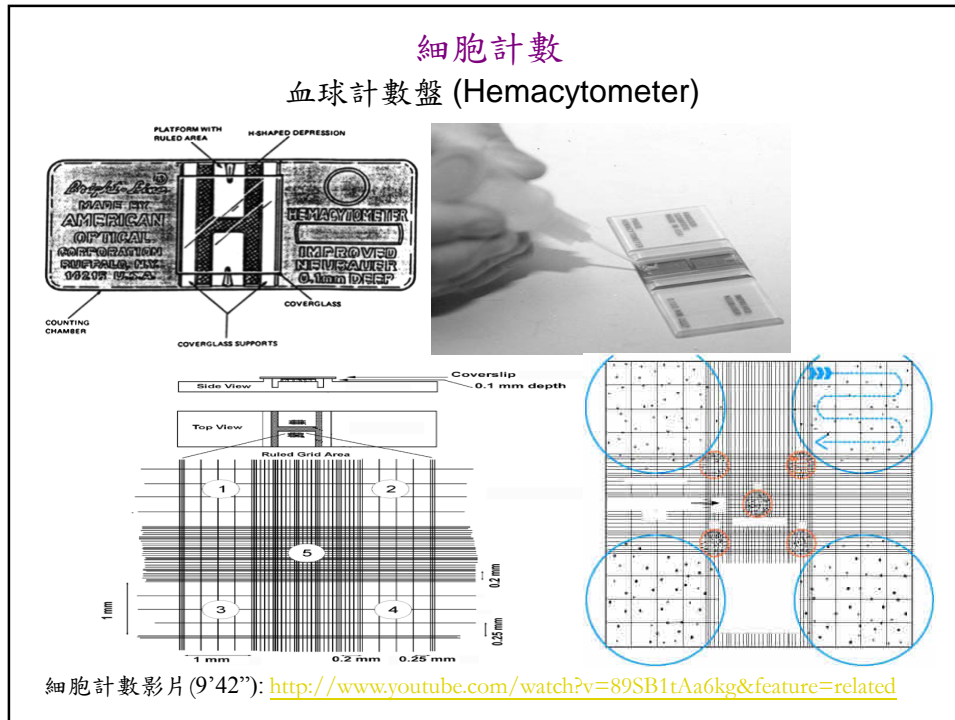 細胞計數
血球計數盤 (Hemacytometer)
PLATFORM WITH
RULED AREA
H-SHAPED DEPRESSION
Bright-Line
MADE BY
AMERICAN
OPTICAL
CORPORATION
BUFFALO, N.Y.
14215 U.S.A
HEMACYTOMETER
IMPROVED
NEUBAUER
0.1mm DEEP
COUNTING
CHAMBER
COVERGLASS
COVERGLASS SUPPORTS
Coverslip
Side View
0.1 mm depth
Top View
Ruled Grid Area
1
2
5
3
4
1mm
0.2 mm
0.25 mm
1 mm
0.2 mm
0.25 mm
細胞計數影片(9’42”): http://www.youtube.com/watch?v=89SB1tAa6kg&feature=related